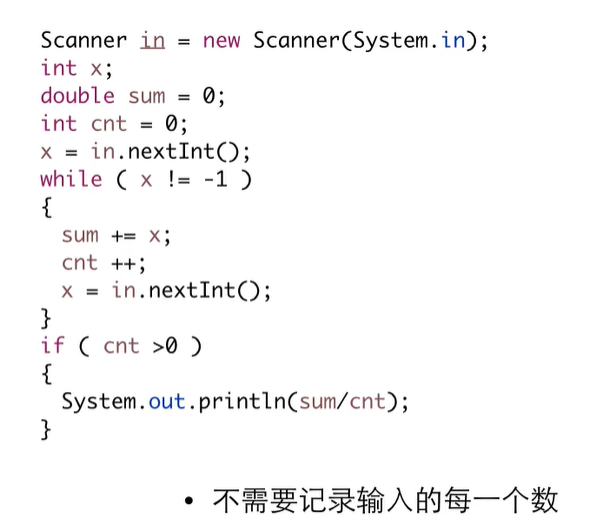 Scanner in = new Scanner(System.in);
int x;
double sum = 0;
int cnt = 0;
x = in.nextInt();
while ( x != -1 )
{
  sum += x;
  cnt ++;
  x = in.nextInt();
}
if ( cnt >0 )
{
  System.out.println(sum/cnt);
}
• 不需要记录输入的每一个数